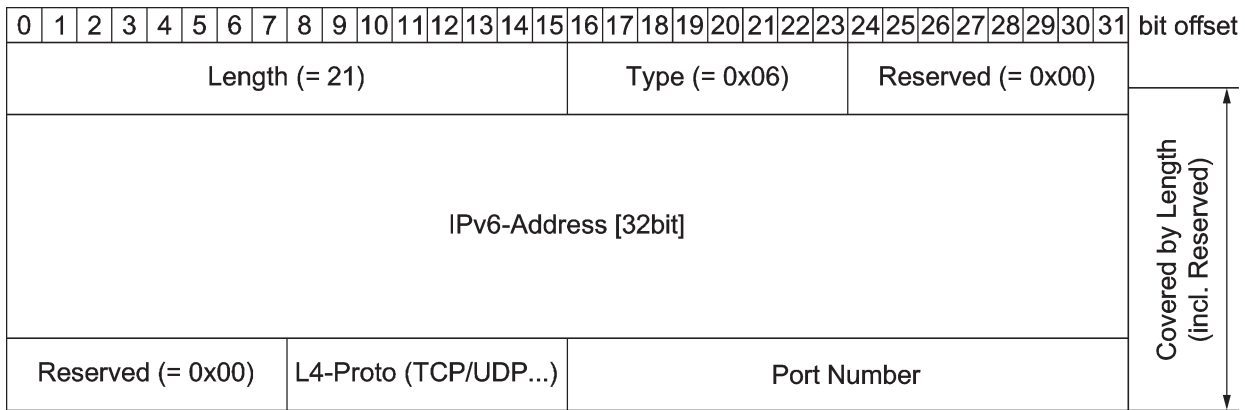 0 1 2 3 4 5 6 7 8 9 10 11 12 13 14 15 16 17 18 19 20 21 22 23 24 25 26 27 28 29 30 31 bit offset
Length (= 21) Type (= 0x06) Reserved (= 0x00)
IPv6-Address [32bit]
Covered by Length
(incl. Reserved)
Reserved (= 0x00) L4-Proto (TCP/UDP...) Port Number